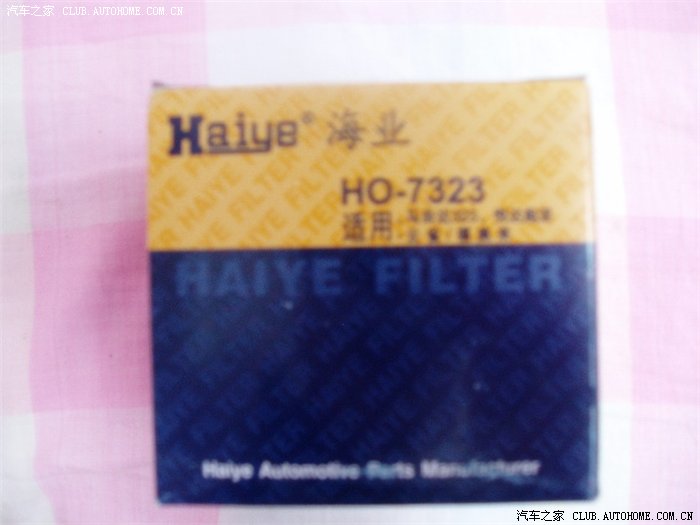 汽车之家 CLUB.AUTOHOME.COM.CN
Haiye® 海业
HO-7323
适用
HAIYE FILTER
Haiye Automotive Parts Manufacturer
汽车之家 CLUB.AUTOHOME.COM.CN